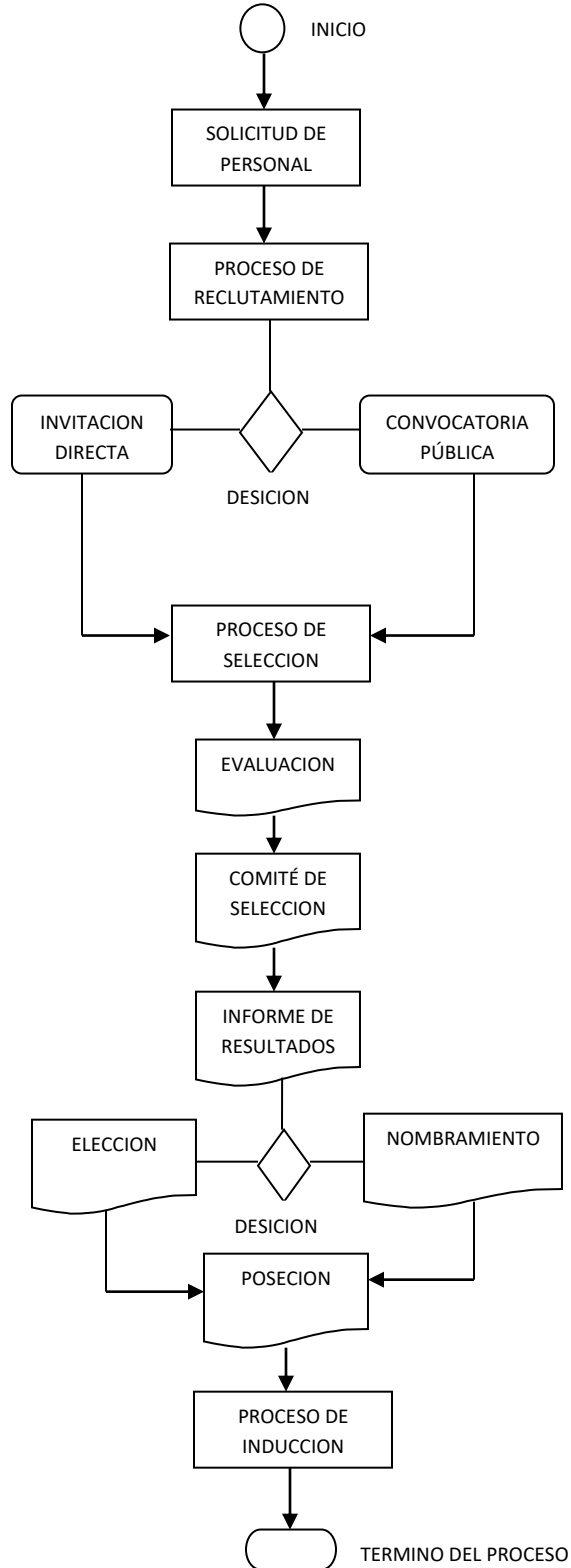 INICIO
SOLICITUD DE
PERSONAL
PROCESO DE
RECLUTAMIENTO
INVITACION
DIRECTA
CONVOCATORIA
PÚBLICA
DESICION
PROCESO DE
SELECCION
EVALUACION
COMITÉ DE
SELECCION
INFORME DE
RESULTADOS
ELECCION
NOMBRAMIENTO
DESICION
POSECION
PROCESO DE
INDUCCION
TERMINO DEL PROCESO